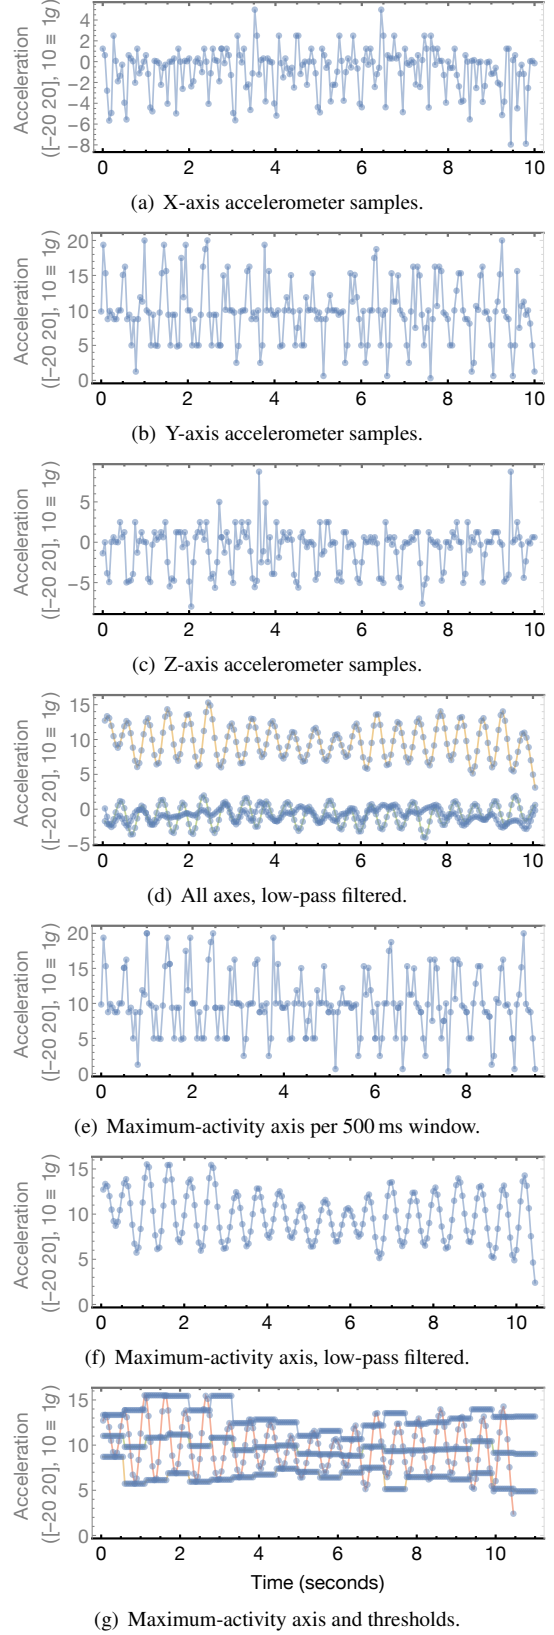 Acceleration
([−20 20], 10 ≡ 1g)
4
2
0
−2
−4
−6
−8
0 2 4 6 8 10
(a) X-axis accelerometer samples.
Acceleration
([−20 20], 10 ≡ 1g)
20
15
10
5
0
0 2 4 6 8 10
(b) Y-axis accelerometer samples.
Acceleration
([−20 20], 10 ≡ 1g)
5
0
−5
0 2 4 6 8 10
(c) Z-axis accelerometer samples.
Acceleration
([−20 20], 10 ≡ 1g)
15
10
5
0
−5
0 2 4 6 8 10
(d) All axes, low-pass filtered.
Acceleration
([−20 20], 10 ≡ 1g)
20
15
10
5
0
0 2 4 6 8 10
(e) Maximum-activity axis per 500 ms window.
Acceleration
([−20 20], 10 ≡ 1g)
15
10
5
0
0 2 4 6 8 10
(f) Maximum-activity axis, low-pass filtered.
Acceleration
([−20 20], 10 ≡ 1g)
15
10
5
0
0 2 4 6 8 10
Time (seconds)
(g) Maximum-activity axis and thresholds.